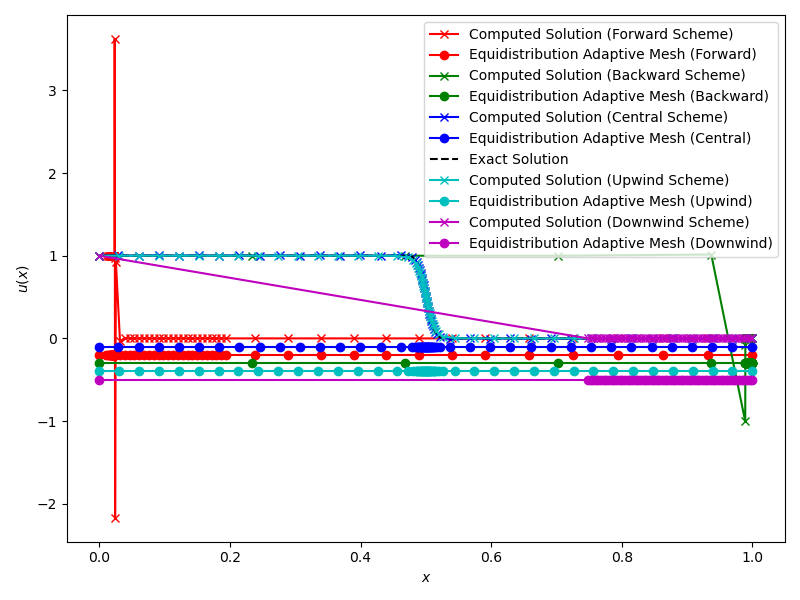 Computed Solution (Forward Scheme)
Equidistribution Adaptive Mesh (Forward)
Computed Solution (Backward Scheme)
Equidistribution Adaptive Mesh (Backward)
Computed Solution (Central Scheme)
Equidistribution Adaptive Mesh (Central)
Exact Solution
Computed Solution (Upwind Scheme)
Equidistribution Adaptive Mesh (Upwind)
Computed Solution (Downwind Scheme)
Equidistribution Adaptive Mesh (Downwind)
3
2
1
0
−1
−2
u(x)
0.0 0.2 0.4 0.6 0.8 1.0
x